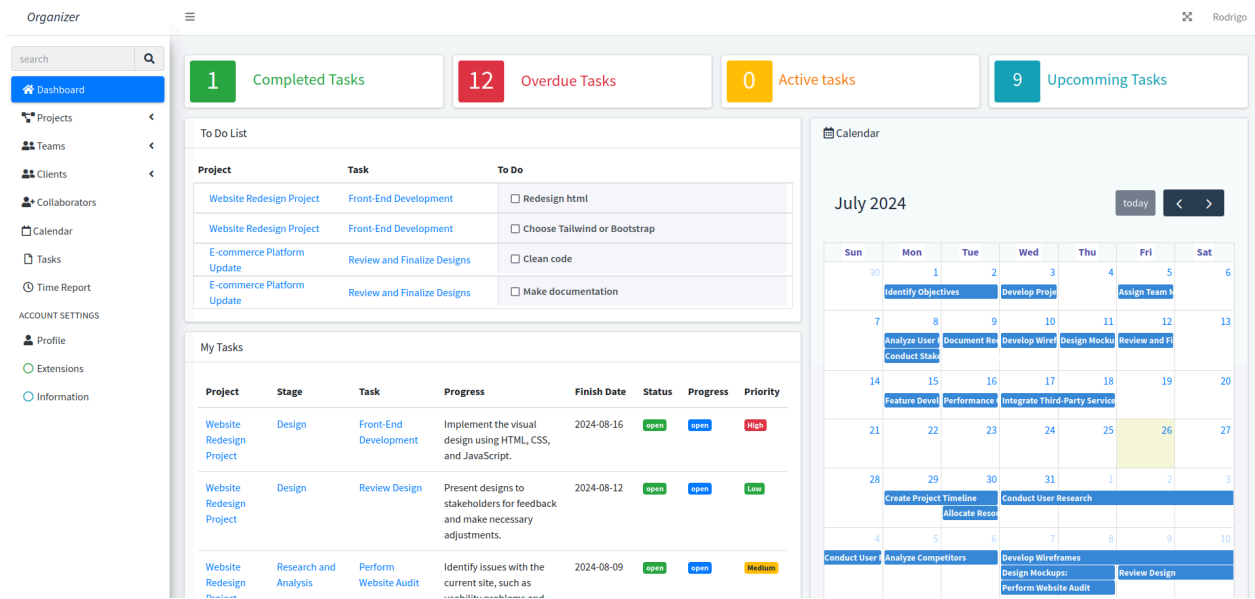 Organizer
Rodrigo
search
Dashboard
Projects
Teams
Clients
Collaborators
Calendar
Tasks
Time Report
ACCOUNT SETTINGS
Profile
Extensions
Information
1 Completed Tasks
12 Overdue Tasks
0 Active tasks
9 Upcomming Tasks
To Do List
Project Task To Do
Website Redesign Project Front-End Development Redesign html
Website Redesign Project Front-End Development Choose Tailwind or Bootstrap
E-commerce Platform
Update Review and Finalize Designs Clean code
E-commerce Platform
Update Review and Finalize Designs Make documentation
My Tasks
Project Stage Task Progress Finish Date Status Progress Priority
Website Design Front-End Implement the visual 2024-08-16 open open High
Redesign Development design using HTML, CSS,
Project and JavaScript.
Website Design Review Design Present designs to 2024-08-12 open open Low
Redesign stakeholders for feedback
Project and make necessary
adjustments.
Website Research and Perform Identify issues with the 2024-08-09 open open Medium
Redesign Analysis Website Audit current site, such as
Project usability problems and
Calendar
July 2024 today
Sun Mon Tue Wed Thu Fri Sat
30 1 2 3 4 5 6
Identify Objectives Develop Proje Assign Team M
7 8 9 10 11 12 13
Analyze User Document Re Develop Wiref Design Mocku Review and Fi
Conduct Stake
14 15 16 17 18 19 20
Feature Devel Performance Integrate Third-Party Service
21 22 23 24 25 26 27
28 29 30 31 1 2 3
Create Project Timeline Conduct User Research
Allocate Resou
4 5 6 7 8 9 10
Conduct User Analyze Competitors Develop Wireframes
Design Mockups: Review Design
Perform Website Audit